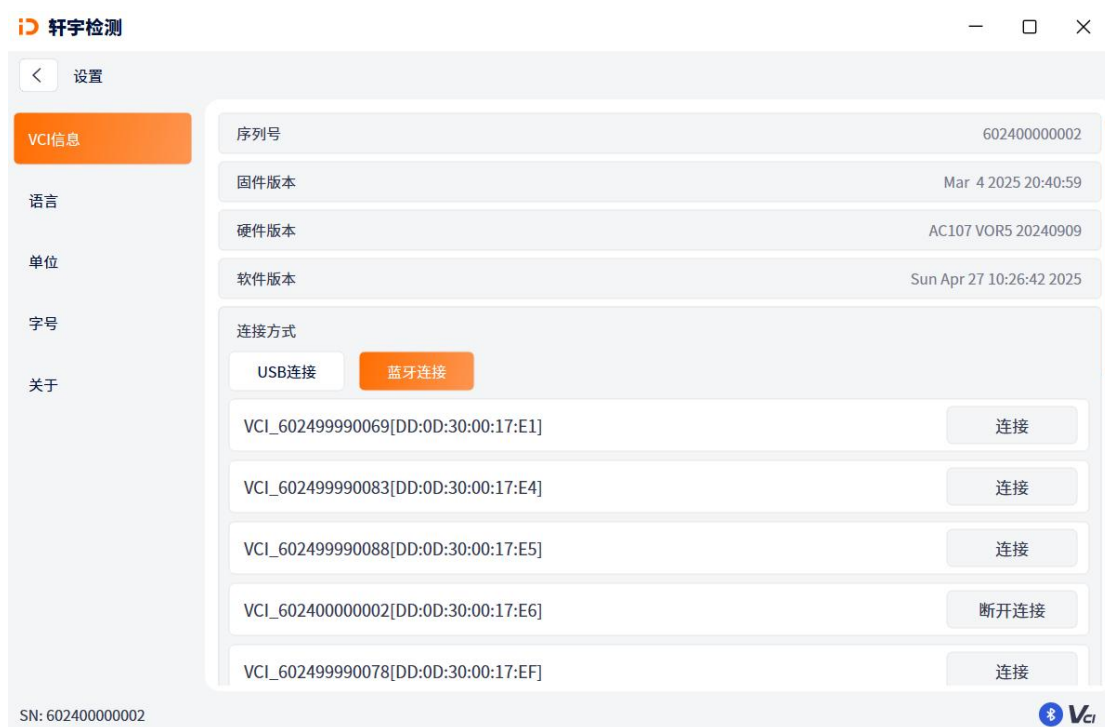 轩宇检测
设置
VCI信息
语言
单位
字号
关于
序列号 602400000002
固件版本 Mar 4 2025 20:40:59
硬件版本 AC107 VOR5 20240909
软件版本 Sun Apr 27 10:26:42 2025
连接方式
USB连接 蓝牙连接
VCI_602499990069[DD:0D:30:00:17:E1] 连接
VCI_602499990083[DD:0D:30:00:17:E4] 连接
VCI_602499990088[DD:0D:30:00:17:E5] 连接
VCI_602400000002[DD:0D:30:00:17:E6] 断开连接
VCI_602499990078[DD:0D:30:00:17:EF] 连接
SN: 602400000002 VCI